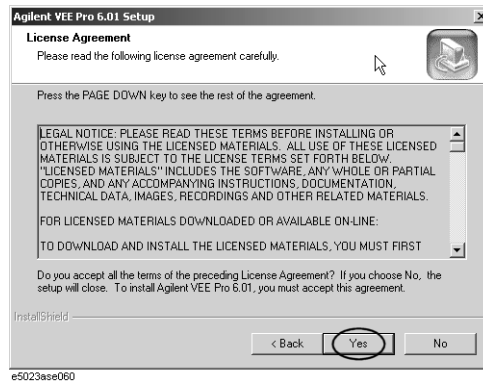 Agilent VEE Pro 6.01 Setup
License Agreement
Please read the following license agreement carefully.
Press the PAGE DOWN key to see the rest of the agreement.
LEGAL NOTICE: PLEASE READ THESE TERMS BEFORE INSTALLING OR
OTHERWISE USING THE LICENSED MATERIALS. ALL USE OF THESE LICENSED
MATERIALS IS SUBJECT TO THE LICENSE TERMS SET FORTH BELOW.
"LICENSED MATERIALS" INCLUDES THE SOFTWARE, ANY WHOLE OR PARTIAL
COPIES, AND ANY ACCOMPANYING INSTRUCTIONS, DOCUMENTATION,
TECHNICAL DATA, IMAGES, RECORDINGS AND OTHER RELATED MATERIALS.
FOR LICENSED MATERIALS DOWNLOADED OR AVAILABLE ON-LINE:
TO DOWNLOAD AND INSTALL THE LICENSED MATERIALS, YOU MUST FIRST
Do you accept all the terms of the preceding License Agreement? If you choose No, the
setup will close. To install Agilent VEE Pro 6.01, you must accept this agreement.
InstallShield
< Back Yes No
e5023ase060